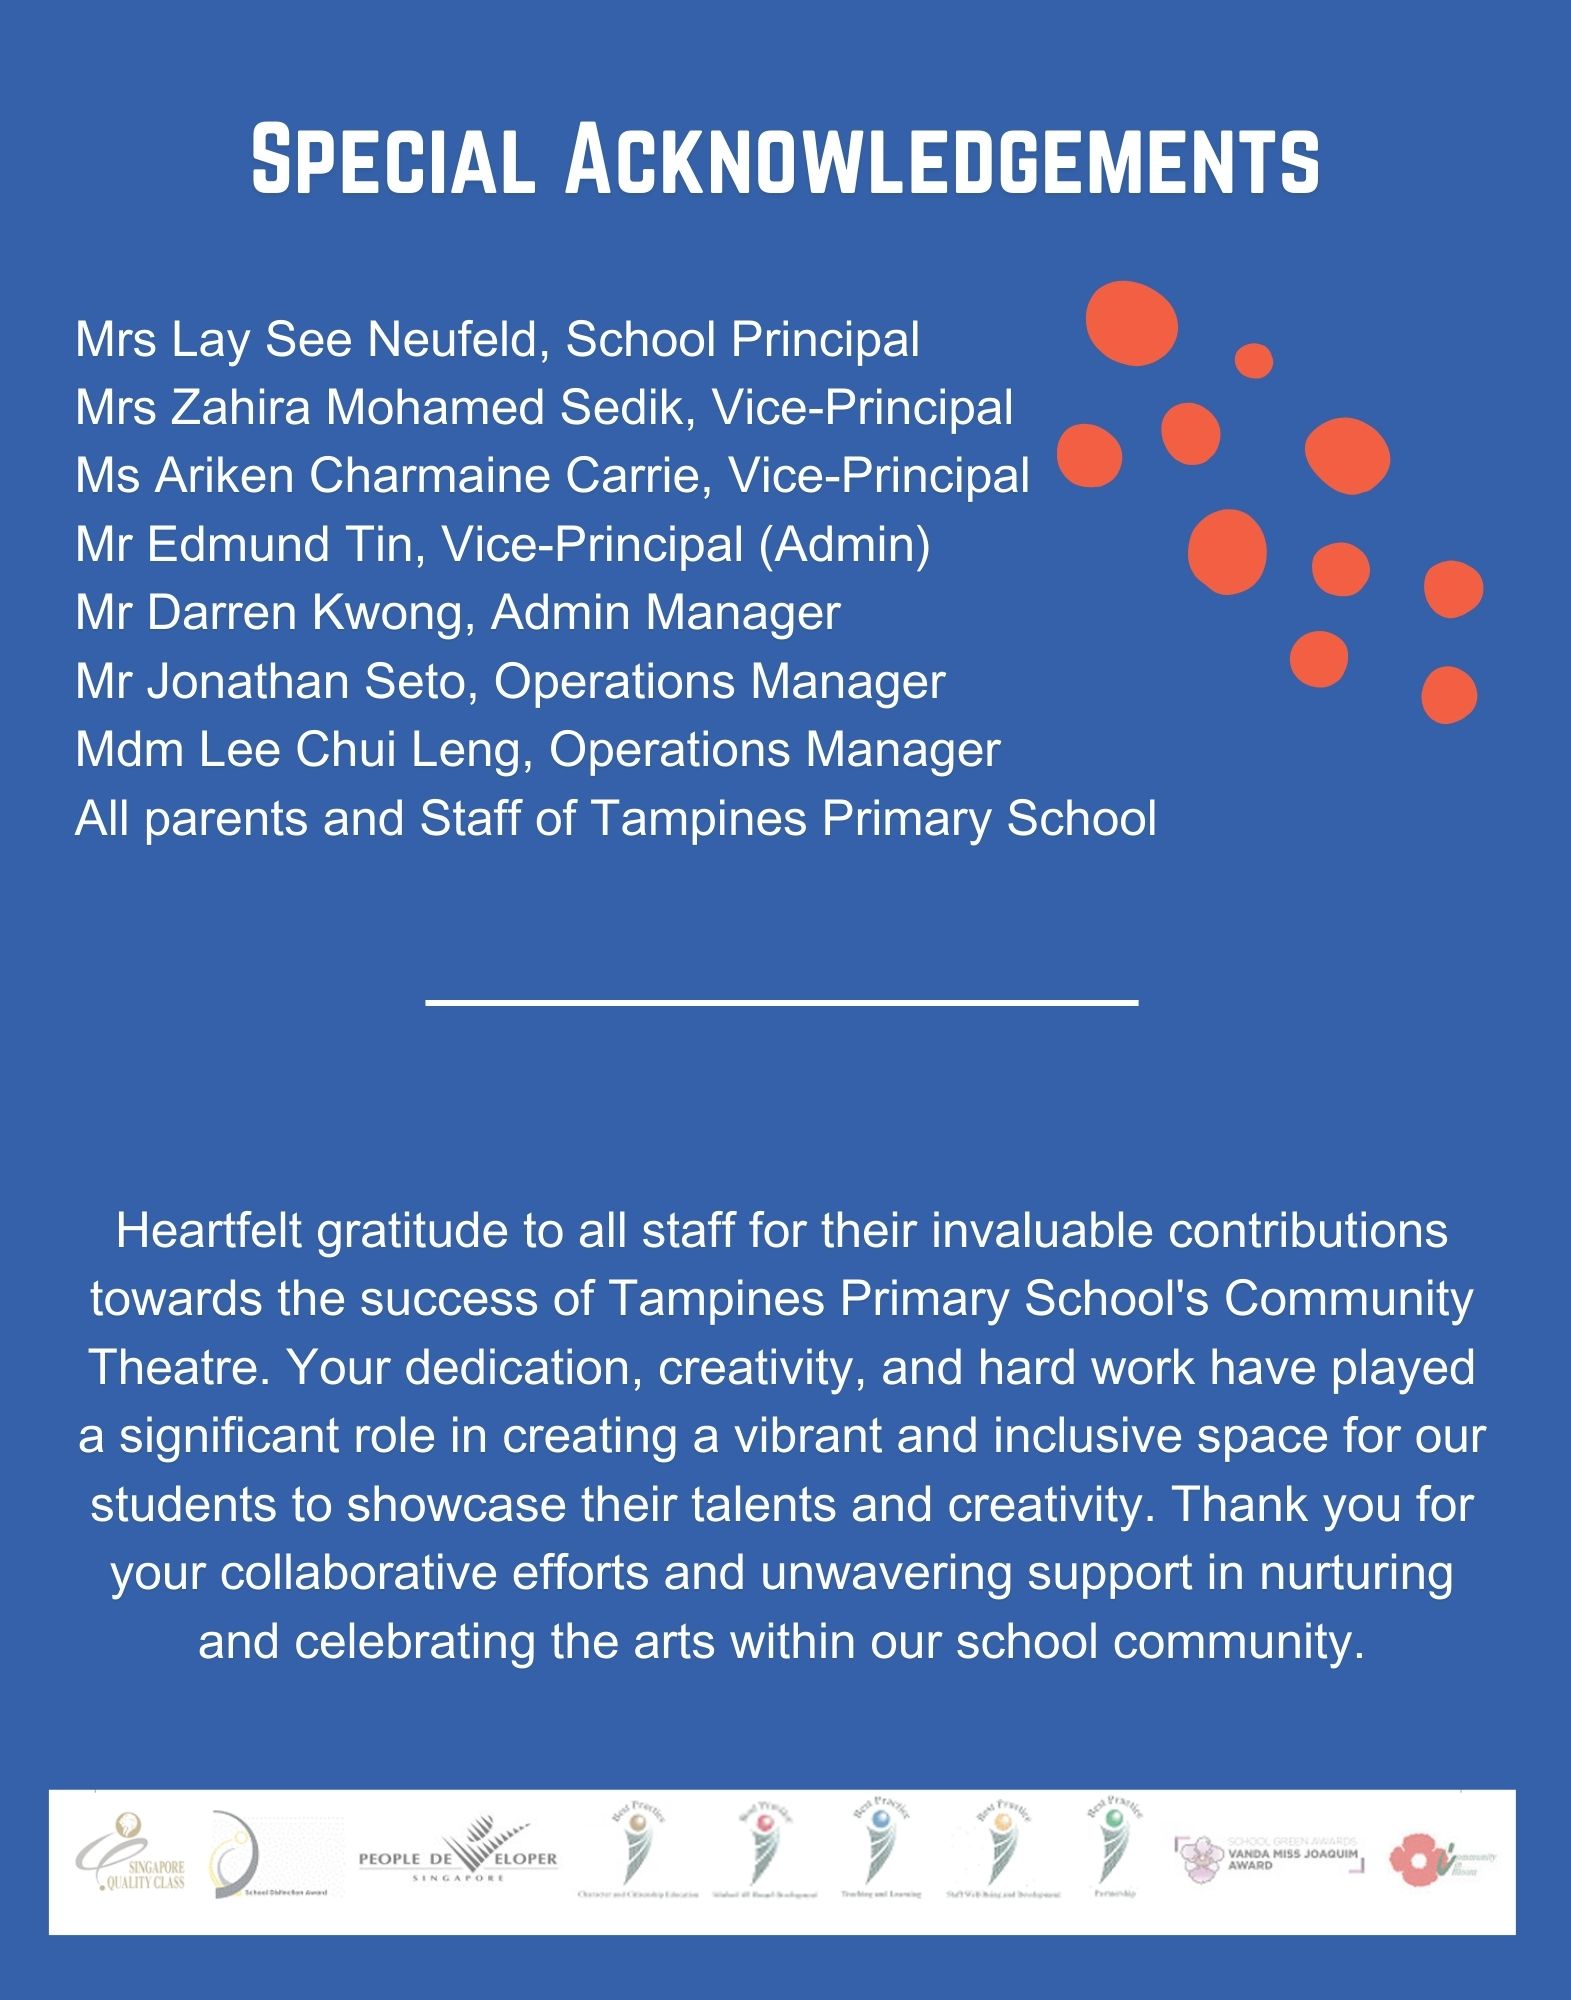 SPECIAL ACKNOWLEDGEMENTS
Mrs Lay See Neufeld, School Principal
Mrs Zahira Mohamed Sedik, Vice-Principal
Ms Ariken Charmaine Carrie, Vice-Principal
Mr Edmund Tin, Vice-Principal (Admin)
Mr Darren Kwong, Admin Manager
Mr Jonathan Seto, Operations Manager
Mdm Lee Chui Leng, Operations Manager
All parents and Staff of Tampines Primary School
Heartfelt gratitude to all staff for their invaluable contributions
towards the success of Tampines Primary School's Community
Theatre. Your dedication, creativity, and hard work have played
a significant role in creating a vibrant and inclusive space for our
students to showcase their talents and creativity. Thank you for
your collaborative efforts and unwavering support in nurturing
and celebrating the arts within our school community.
SINGAPORE
QUALITY CLASS
School Distinction Award
PEOPLE DEVELOPER
SINGAPORE
Best Practice
Character and Citizenship Education
Best Practice
Student All Round Development
Best Practice
Teaching and Learning
Best Practice
Staff Well-Being and Development
Best Practice
Partnership
SCHOOL GREEN AWARDS
VANDA MISS JOAQUIM
AWARD
Community
in
Bloom